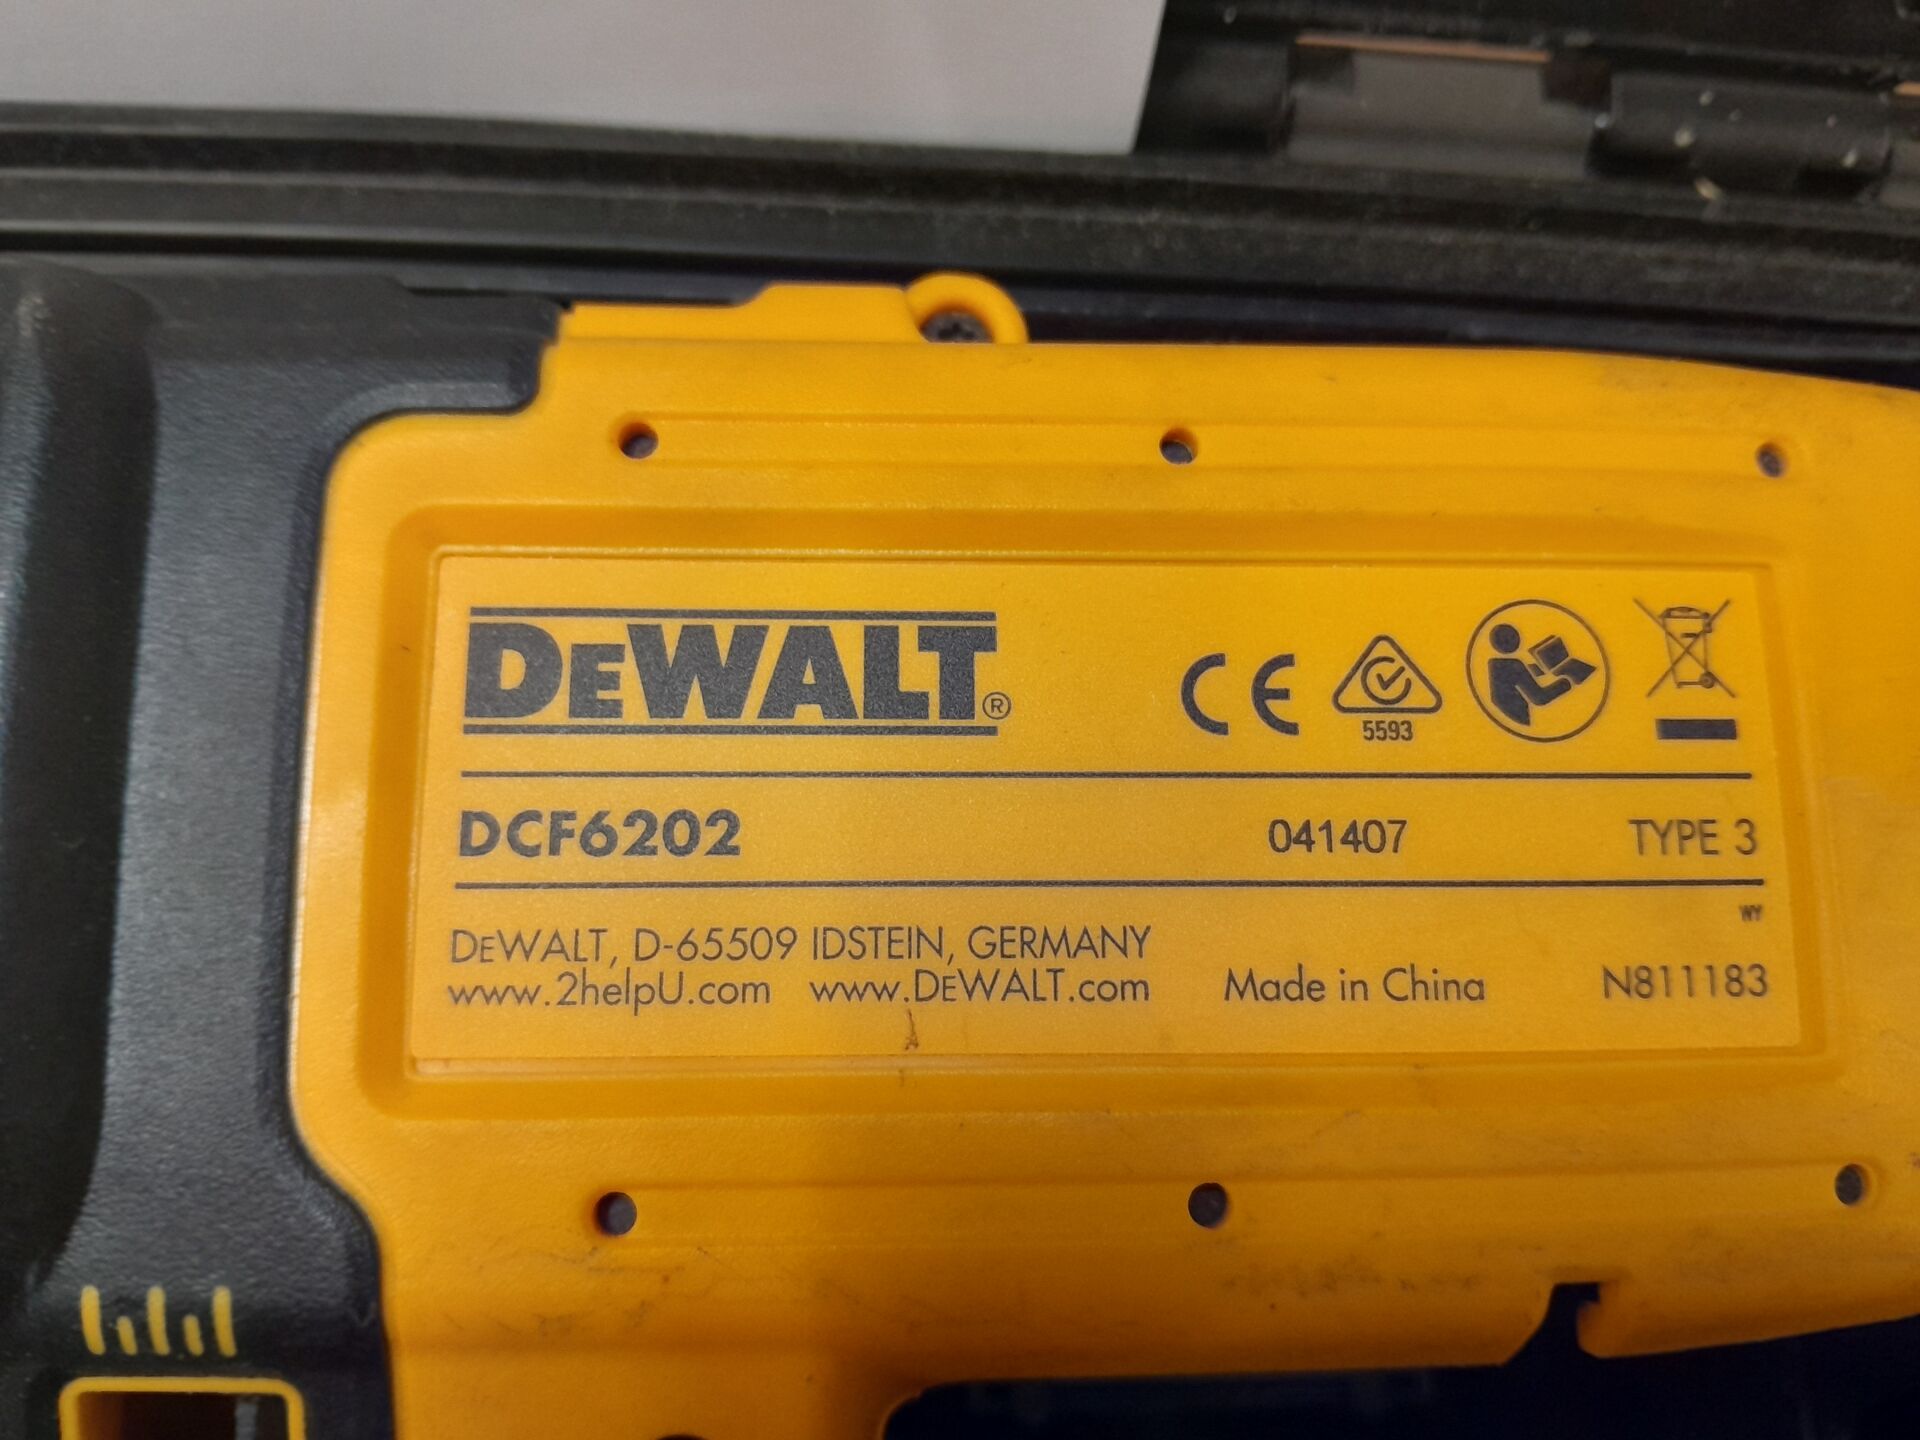 DEWALT®
CE
5593
DCF6202 041407 TYPE 3
WY
DEWALT, D-65509 IDSTEIN, GERMANY
www.2helpU.com www.DEWALT.com Made in China N811183